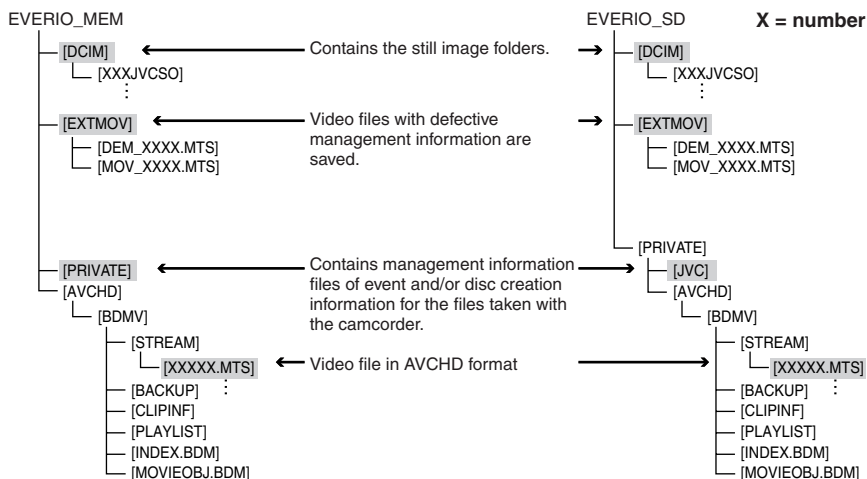 EVERIO_MEM
[DCIM]
[XXXJVCSO]
[EXTMOV]
[DEM_XXXX.MTS]
[MOV_XXXX.MTS]
[PRIVATE]
[AVCHD]
[BDMV]
[STREAM]
[XXXXX.MTS]
[BACKUP]
[CLIPINF]
[PLAYLIST]
[INDEX.BDM]
[MOVIEOBJ.BDM]
Contains the still image folders.
Video files with defective
management information are
saved.
Contains management information
files of event and/or disc creation
information for the files taken with
the camcorder.
Video file in AVCHD format
EVERIO_SD
X = number
[DCIM]
[XXXJVCSO]
[EXTMOV]
[DEM_XXXX.MTS]
[MOV_XXXX.MTS]
[PRIVATE]
[JVC]
[AVCHD]
[BDMV]
[STREAM]
[XXXXX.MTS]
[BACKUP]
[CLIPINF]
[PLAYLIST]
[INDEX.BDM]
[MOVIEOBJ.BDM]